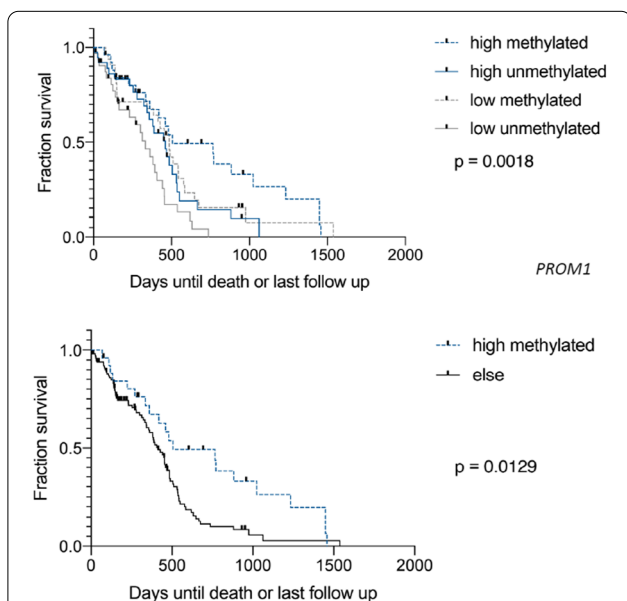 1.0
0.5
0.0
0
500
1000
1500
2000
Fraction survival
Days until death or last follow up
high methylated
high unmethylated
low methylated
low unmethylated
p = 0.0018
PROM1
1.0
0.5
0.0
0
500
1000
1500
2000
Fraction survival
Days until death or last follow up
high methylated
else
p = 0.0129